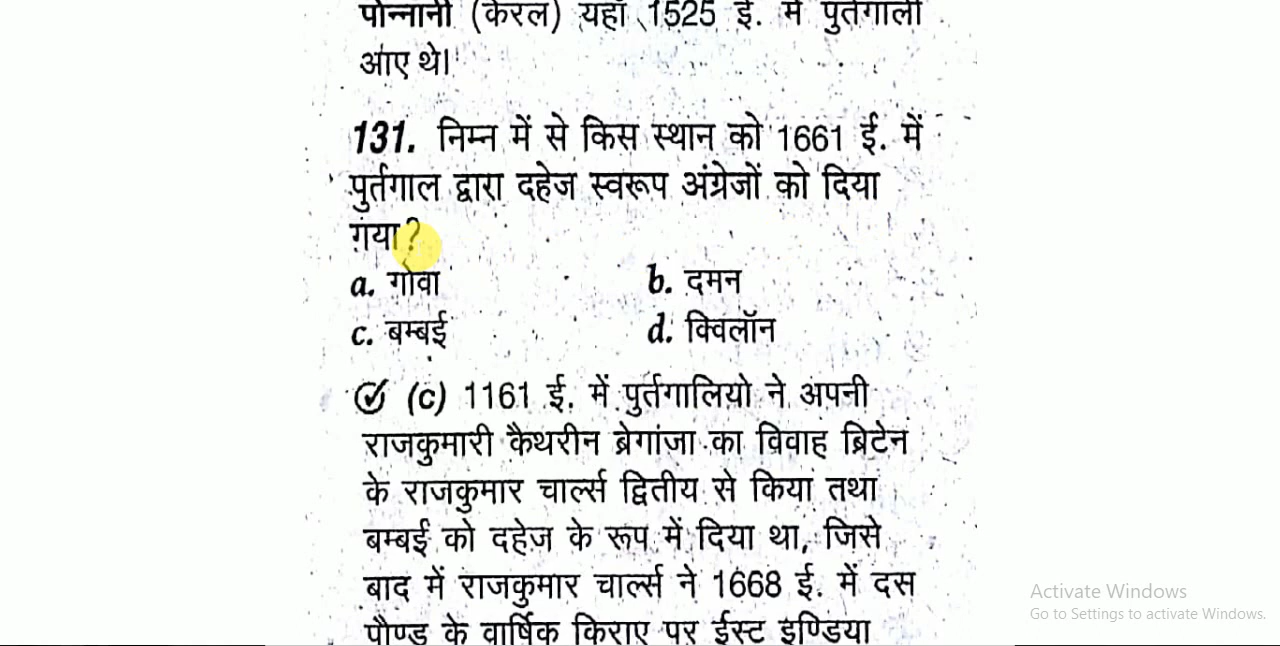 पोन्नानी (केरल) यहाँ 1525 ई. में पुर्तगाली
आए थे।
131. निम्न में से किस स्थान को 1661 ई. में
पुर्तगाल द्वारा दहेज स्वरूप अंग्रेजों को दिया
गया?
a. गोवा b. दमन
c. बम्बई d. क्विलॉन
(c) 1161 ई. में पुर्तगालियो ने अपनी
राजकुमारी कैथरीन ब्रेगांजा का विवाह ब्रिटेन
के राजकुमार चार्ल्स द्वितीय से किया तथा
बम्बई को दहेज के रूप में दिया था, जिसे
बाद में राजकुमार चार्ल्स ने 1668 ई. में दस
पौण्ड के वार्षिक किराए पर ईस्ट इण्डिया
Activate Windows
Go to Settings to activate Windows.